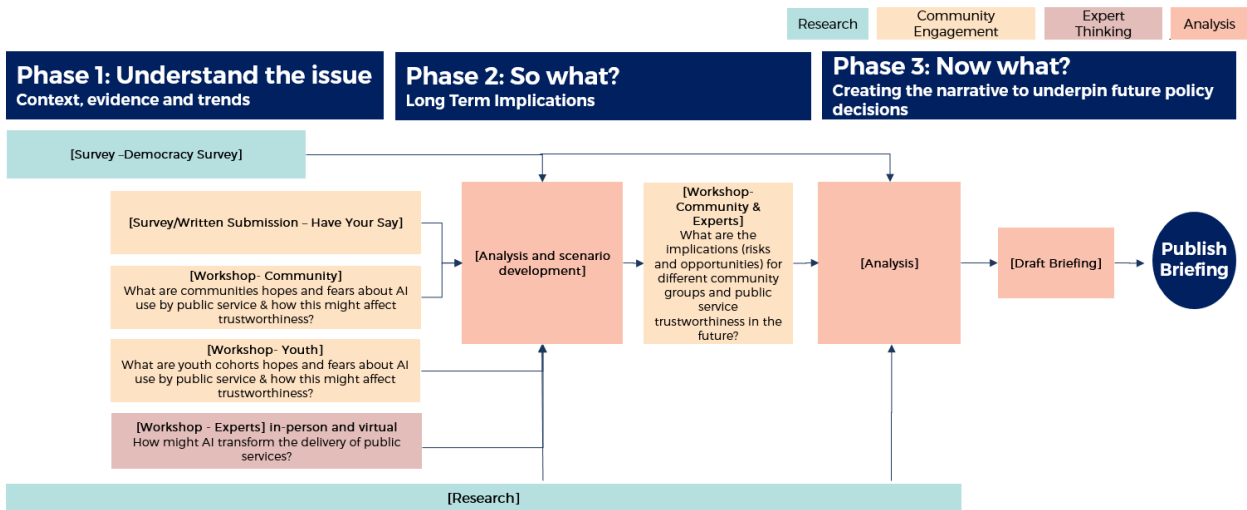 Research
Community
Engagement
Expert
Thinking
Analysis
Phase 1: Understand the issue
Context, evidence and trends
Phase 2: So what?
Long Term Implications
Phase 3: Now what?
Creating the narrative to underpin future policy
decisions
[Survey –Democracy Survey]
[Survey/Written Submission – Have Your Say]
[Workshop- Community]
What are communities hopes and fears about AI
use by public service & how this might affect
trustworthiness?
[Workshop- Youth]
What are youth cohorts hopes and fears about AI
use by public service & how this might affect
trustworthiness?
[Workshop - Experts] in-person and virtual
How might AI transform the delivery of public
services?
[Analysis and scenario
development]
[Workshop-
Community &
Experts]
What are the
implications (risks
and opportunities) for
different community
groups and public
service
trustworthiness in the
future?
[Analysis]
[Draft Briefing]
Publish
Briefing
[Research]